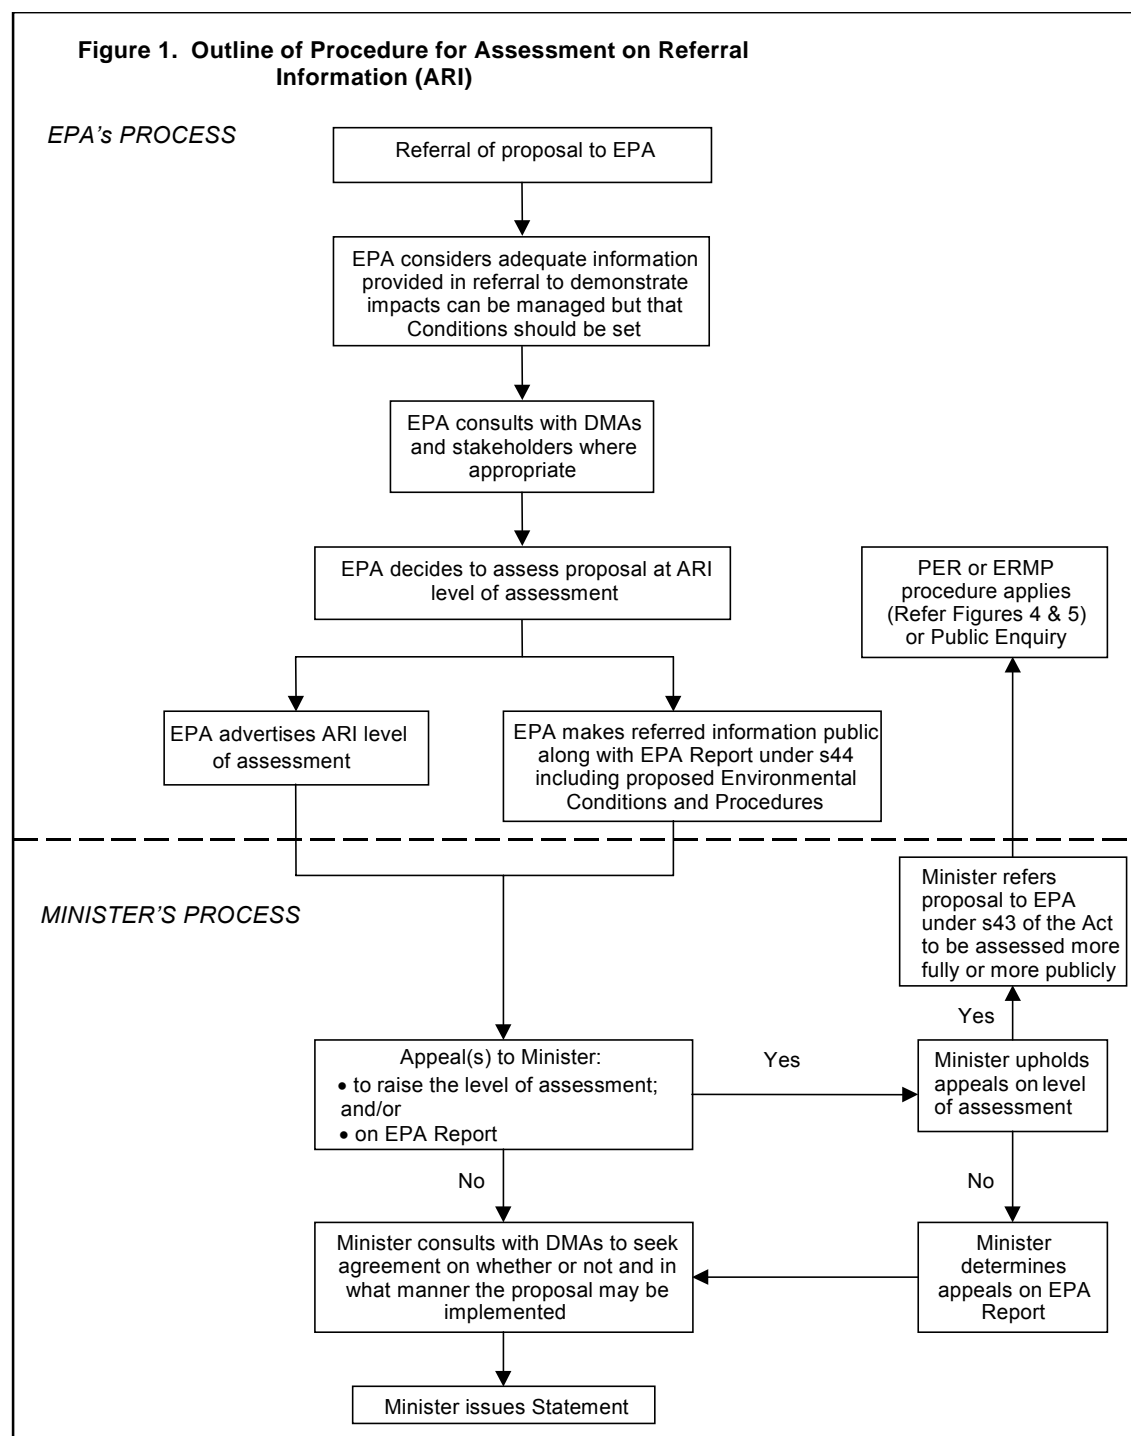 Figure 1. Outline of Procedure for Assessment on Referral
Information (ARI)
EPA's PROCESS
Referral of proposal to EPA
EPA considers adequate information
provided in referral to demonstrate
impacts can be managed but that
Conditions should be set
EPA consults with DMAs
and stakeholders where
appropriate
EPA decides to assess proposal at ARI
level of assessment
PER or ERMP
procedure applies
(Refer Figures 4 & 5)
or Public Enquiry
EPA advertises ARI level
of assessment
EPA makes referred information public
along with EPA Report under s44
including proposed Environmental
Conditions and Procedures
MINISTER'S PROCESS
Minister refers
proposal to EPA
under s43 of the Act
to be assessed more
fully or more publicly
Yes
Appeal(s) to Minister:
• to raise the level of assessment;
and/or
• on EPA Report
Yes
Minister upholds
appeals on level
of assessment
No
No
Minister consults with DMAs to seek
agreement on whether or not and in
what manner the proposal may be
implemented
Minister
determines
appeals on EPA
Report
Minister issues Statement